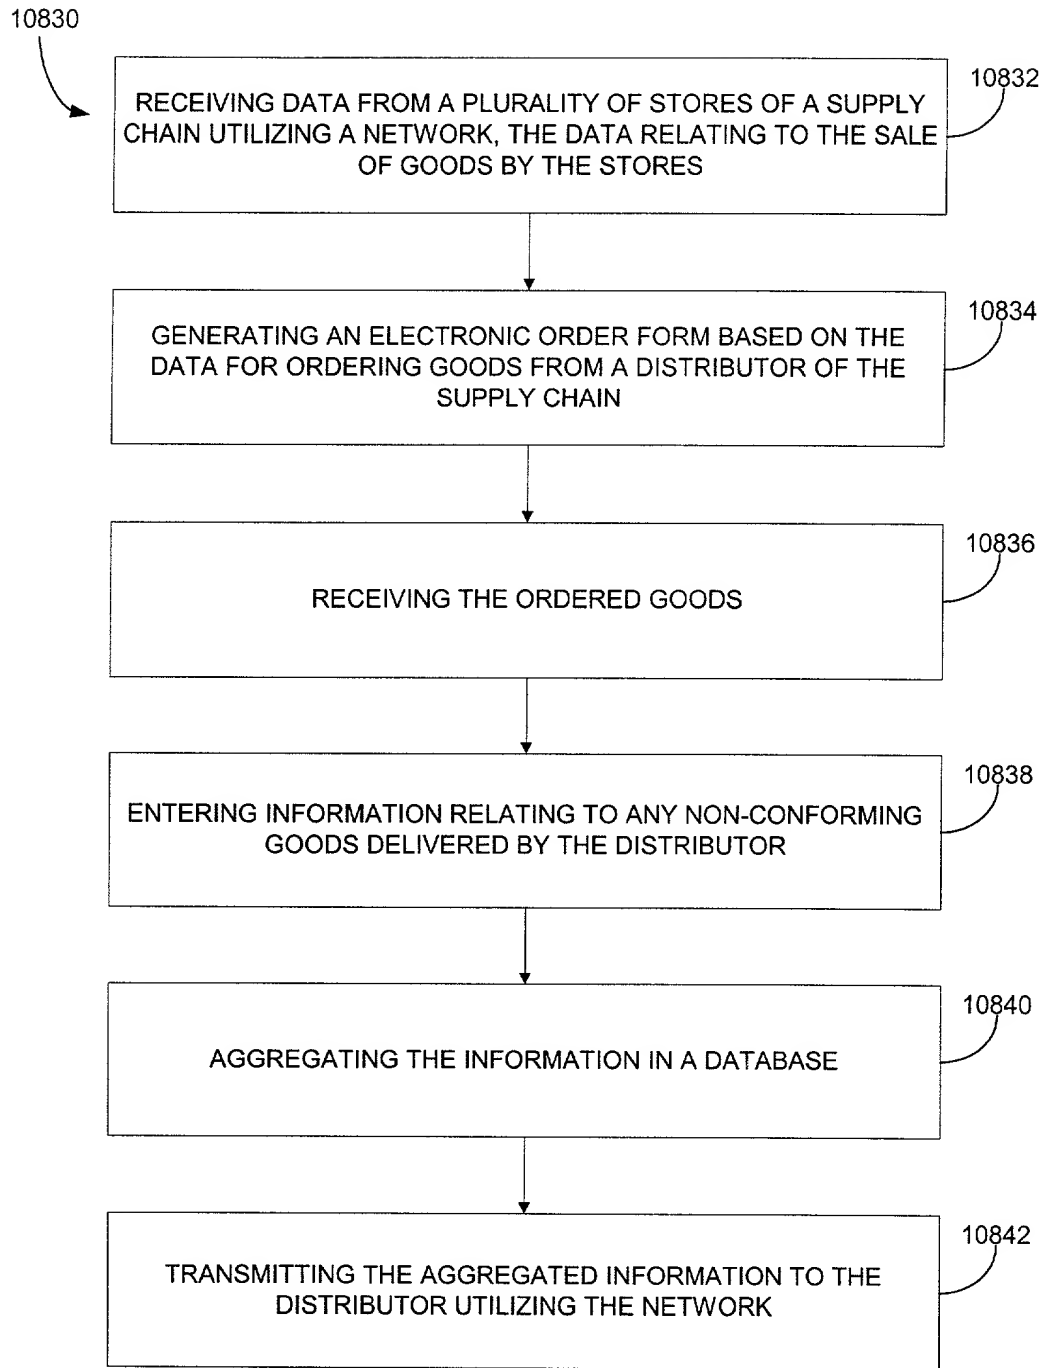 10830
10832
RECEIVING DATA FROM A PLURALITY OF STORES OF A SUPPLY
CHAIN UTILIZING A NETWORK, THE DATA RELATING TO THE SALE
OF GOODS BY THE STORES
10834
GENERATING AN ELECTRONIC ORDER FORM BASED ON THE
DATA FOR ORDERING GOODS FROM A DISTRIBUTOR OF THE
SUPPLY CHAIN
10836
RECEIVING THE ORDERED GOODS
10838
ENTERING INFORMATION RELATING TO ANY NON-CONFORMING
GOODS DELIVERED BY THE DISTRIBUTOR
10840
AGGREGATING THE INFORMATION IN A DATABASE
10842
TRANSMITTING THE AGGREGATED INFORMATION TO THE
DISTRIBUTOR UTILIZING THE NETWORK